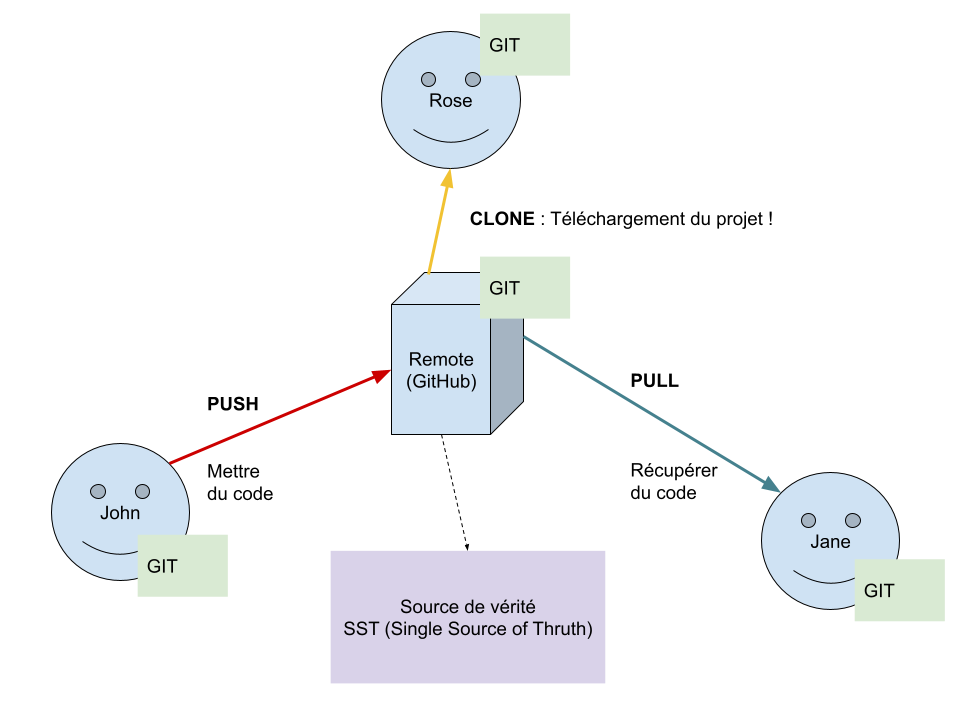 GIT
Rose
CLONE : Téléchargement du projet !
GIT
Remote
(GitHub)
PULL
PUSH
Mettre
du code
Récupérer
du code
John
GIT
Jane
GIT
Source de vérité
SST (Single Source of Thruth)